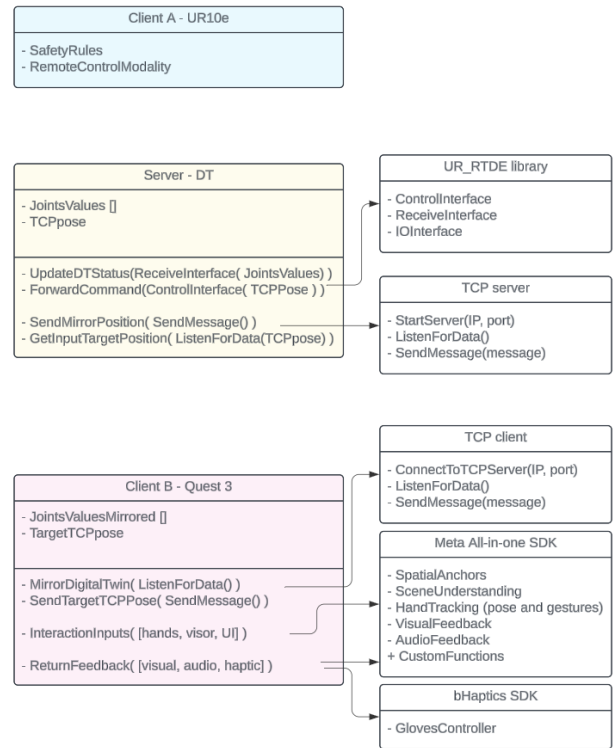 Client A - UR10e
- SafetyRules
- RemoteControlModality
Server - DT
- JointsValues []
- TCPpose
- UpdateDTStatus(ReceiveInterface( JointsValues) )
- ForwardCommand(ControlInterface( TCPPose ) )
- SendMirrorPosition( SendMessage() )
- GetInputTargetPosition( ListenForData(TCPpose) )
UR_RTDE library
- ControlInterface
- ReceiveInterface
- IOInterface
TCP server
- StartServer(IP, port)
- ListenForData()
- SendMessage(message)
Client B - Quest 3
- JointsValuesMirrored []
- TargetTCPpose
- MirrorDigitalTwin( ListenForData() )
- SendTargetTCPPose( SendMessage() )
- InteractionInputs( [hands, visor, UI] )
- ReturnFeedback( [visual, audio, haptic] )
TCP client
- ConnectToTCPServer(IP, port)
- ListenForData()
- SendMessage(message)
Meta All-in-one SDK
- SpatialAnchors
- SceneUnderstanding
- HandTracking (pose and gestures)
- VisualFeedback
- AudioFeedback
+ CustomFunctions
bHaptics SDK
- GlovesController